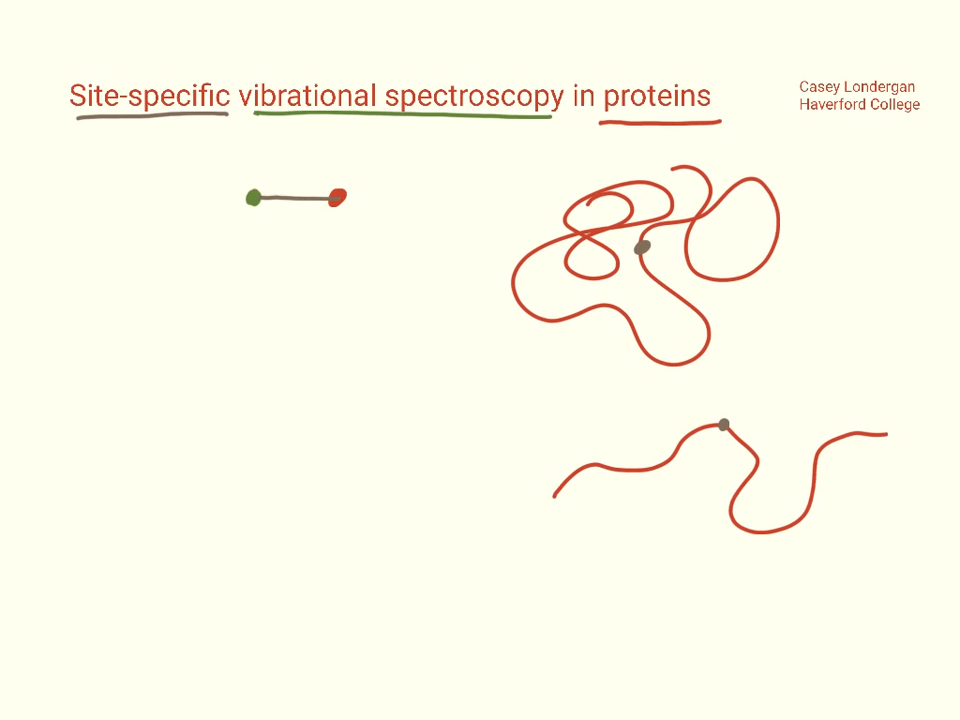 Site-specific vibrational spectroscopy in proteins
Casey Londergan
Haverford College